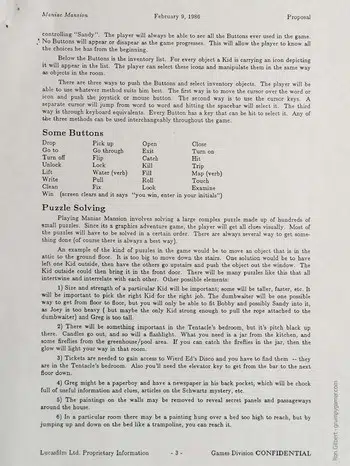 Maniac Mansion February 9, 1986 Proposal
controlling "Sandy". The player will always be able to see all the Buttons ever used in the game.
No Buttons will appear or disapear as the game progresses. This will allow the player to know all
the choices he has from the beginning.
Below the Buttons is the inventory list. For every object a Kid is carrying an icon depicting
it will appear in the list. The player can select these icons and manipulate them in the same way
as objects in the room.
There are three ways to push the Buttons and select inventory objects. The player will be
able to use whatever method suits him best. The first way is to move the cursor over the word or
icon and push the joystick or mouse button. The second way is to use the cursor keys. A
separate cursor will jump from word to word and hitting the spacebar will select it. The third
way is through keyboard equivalents. Every Button has a key that can be hit to select it. Any of
the three methods can be used interchangeably throughout the game.
Some Buttons
Drop Pick up Open Close
Go to Go through Exit Turn on
Turn off Flip Catch Hit
Unlock Lock Kill Trip
Lift Water (verb) Fill Map (verb)
Write Pull Roll Touch
Clean Fix Look Examine
Win (screen clears and it says "you win, enter in your initials")
Puzzle Solving
Playing Maniac Mansion involves solving a large complex puzzle made up of hundreds of
small puzzles. Since its a graphics adventure game, the player will get all clues visually. Most of
the puzzles will have to be solved in a certain order. There are always several way to get some-
thing done (of course there is always a best way).
An example of the kind of puzzles in the game would be to move an object that is in the
attic to the ground floor. It is too big to move down the stairs. One solution would be to have
left one Kid outside, then have the others go upstairs and push the object out the window. The
Kid outside could then bring it in the front door. There will be many puzzles like this that all
intertwine and interrelate with each other. Other possible elements:
1) Size and strength of a particular Kid will be important; some will be taller, faster, etc. It
will be important to pick the right Kid for the right job. The dumbwaiter will be one possible
way to get from floor to floor, but you will only be able to fit Bobby and possibly Sandy into it,
as Joey is too heavy ( but maybe the only Kid strong enough to pull the rope attached to the
dumbwaiter) and Greg is too tall.
2) There will be something important in the Tentacle's bedroom, but it's pitch black up
there. Candles go out, and so will a flashlight. What you need is a jar from the kitchen, and
some fireflies from the greenhouse/pool area. If you can catch the fireflies in the jar, then the
glow will light your way in that room.
3) Tickets are needed to gain access to Wierd Ed's Disco and you have to find them -- they
are in the Tentacle's bedroom. Also you'll need the elevator key to get from the bar to the next
floor down.
4) Greg might be a paperboy and have a newspaper in his back pocket, which will be chock
full of useful information and clues, articles on the Schwartz mystery, etc.
5) The paintings on the walls may be removed to reveal secret panels and passageways
around the house.
6) In a particular room there may be a painting hung over a bed too high to reach, but by
jumping up and down on the bed like a trampoline, you can reach it.
Lucasfilm Ltd. Proprietary Information - 3 - Games Division CONFIDENTIAL
Ron Gilbert - grumpygamer.com